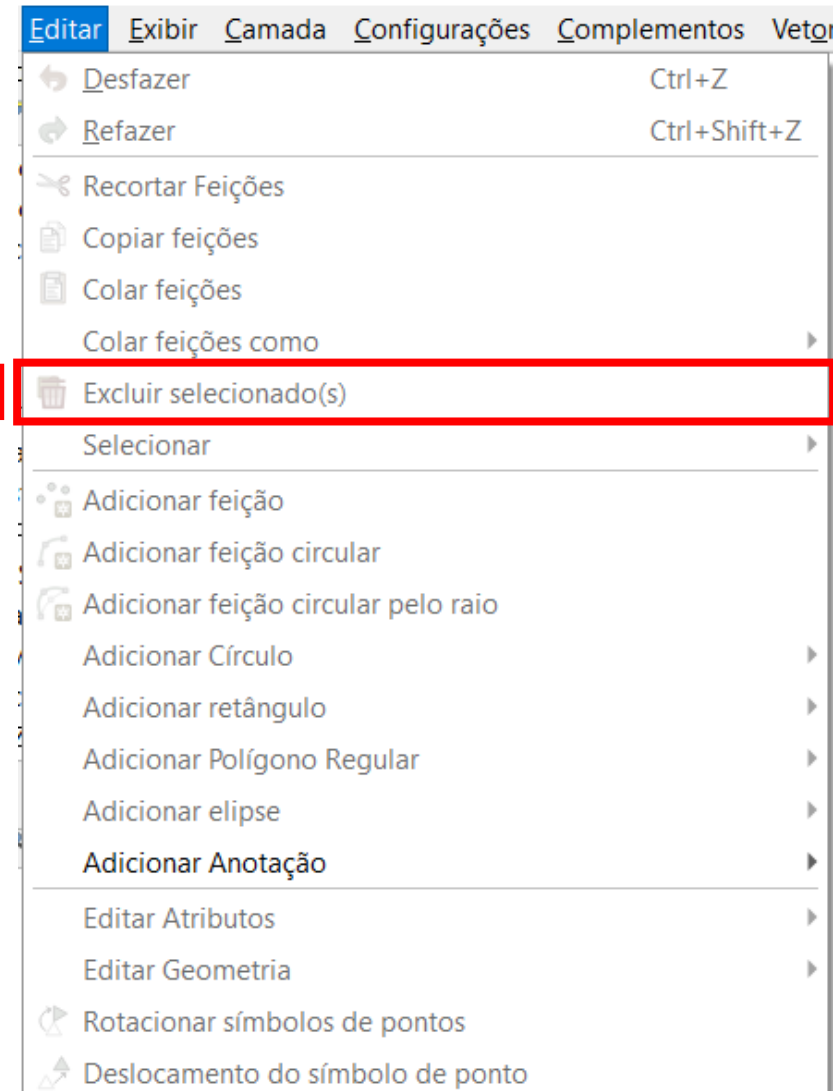 Editar Exibir Camada Configurações Complementos Vetor
Desfazer Ctrl+Z
Refazer Ctrl+Shift+Z
Recortar Feições
Copiar feições
Colar feições
Colar feições como
Excluir selecionado(s)
Selecionar
Adicionar feição
Adicionar feição circular
Adicionar feição circular pelo raio
Adicionar Círculo
Adicionar retângulo
Adicionar Polígono Regular
Adicionar elipse
Adicionar Anotação
Editar Atributos
Editar Geometria
Rotacionar símbolos de pontos
Deslocamento do símbolo de ponto